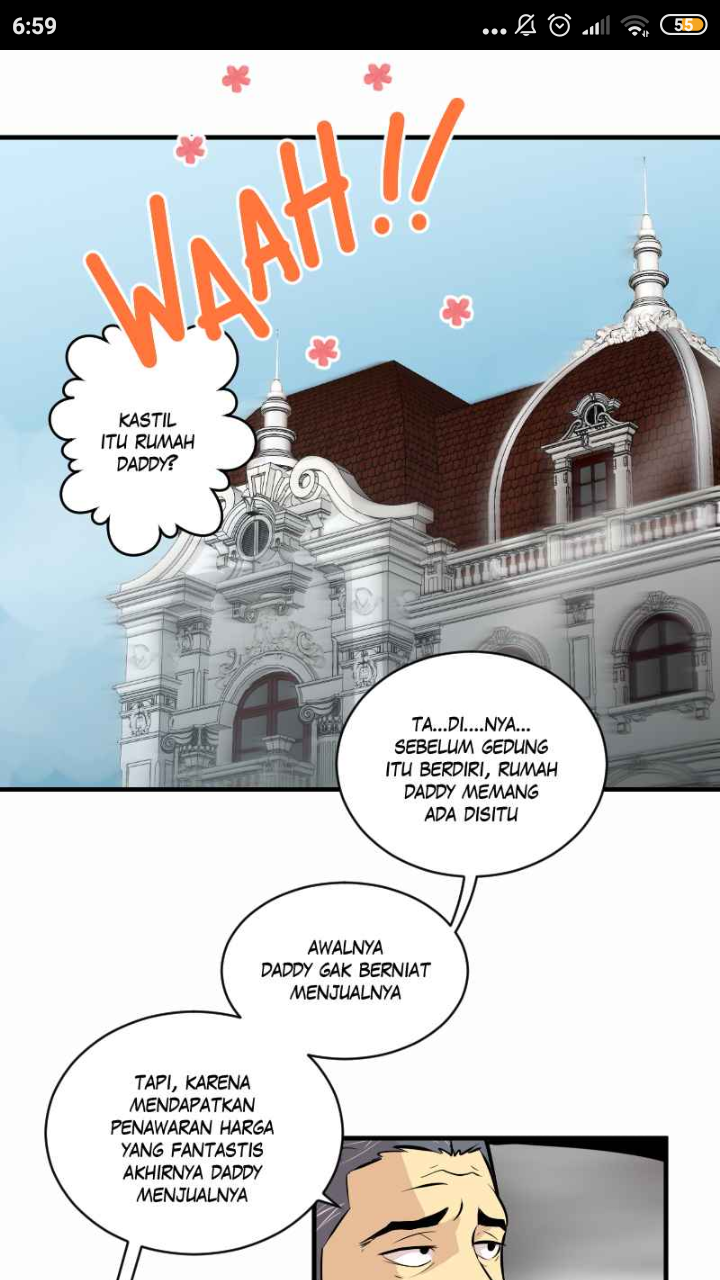 6:59
55
WAAH!!
KASTIL
ITU RUMAH
DADDY?
TA...DI....NYA...
SEBELUM GEDUNG
ITU BERDIRI, RUMAH
DADDY MEMANG
ADA DISITU
AWALNYA
DADDY GAK BERNIAT
MENJUALNYA
TAPI, KARENA
MENDAPATKAN
PENAWARAN HARGA
YANG FANTASTIS
AKHIRNYA DADDY
MENJUALNYA